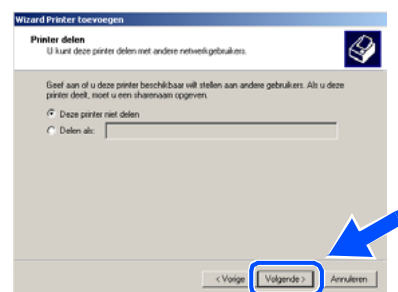 Wizard Printer toevoegen
Printer delen
U kunt deze printer delen met andere netwerkgebruikers.
Geef aan of u deze printer beschikbaar wilt stellen aan andere gebruikers. Als u deze
printer deelt, moet u een sharenaam opgeven.
Deze printer niet delen
Delen als:
< Vorige
Volgende >
Annuleren